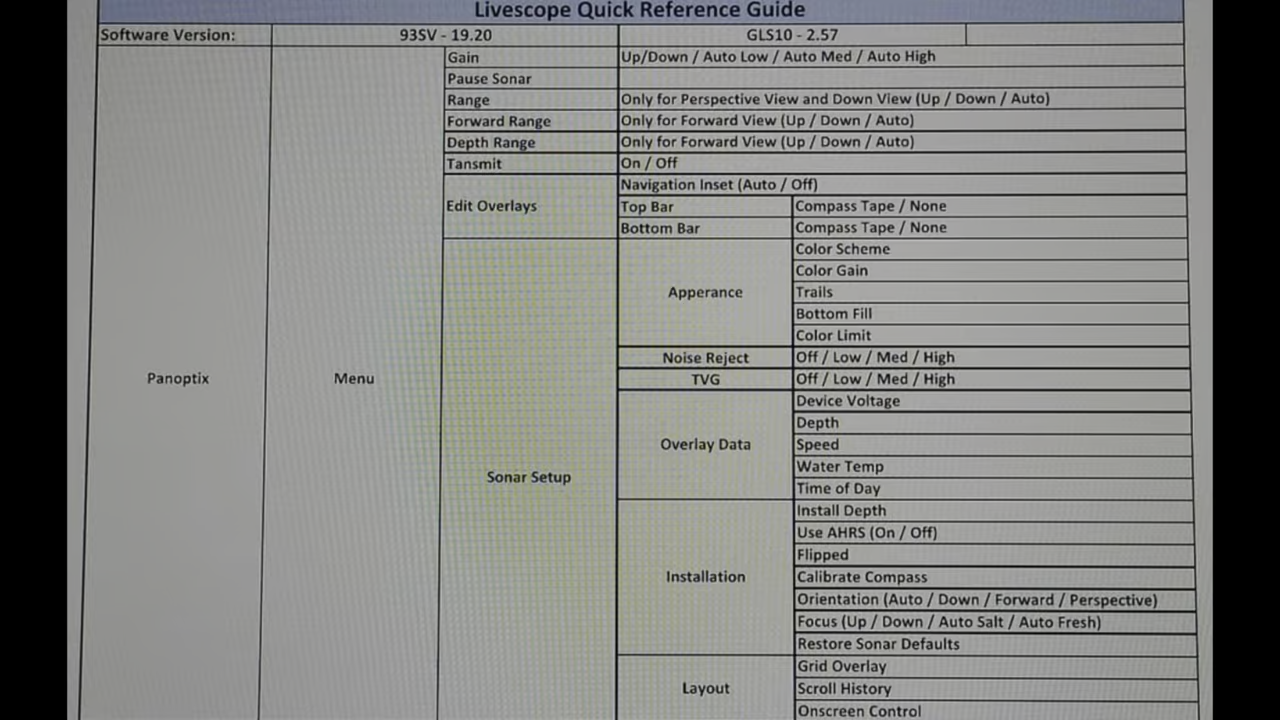 Livescope Quick Reference Guide
Software Version: 93SV - 19.20 GLS10 - 2.57
Gain Up/Down / Auto Low / Auto Med / Auto High
Pause Sonar
Range Only for Perspective View and Down View (Up / Down / Auto)
Forward Range Only for Forward View (Up / Down / Auto)
Depth Range Only for Forward View (Up / Down / Auto)
Tansmit On / Off
Navigation Inset (Auto / Off)
Edit Overlays Top Bar Compass Tape / None
Bottom Bar Compass Tape / None
Color Scheme
Color Gain
Apperance Trails
Bottom Fill
Color Limit
Noise Reject Off / Low / Med / High
Panoptix Menu TVG Off / Low / Med / High
Device Voltage
Depth
Overlay Data Speed
Water Temp
Sonar Setup Time of Day
Install Depth
Use AHRS (On / Off)
Flipped
Installation Calibrate Compass
Orientation (Auto / Down / Forward / Perspective)
Focus (Up / Down / Auto Salt / Auto Fresh)
Restore Sonar Defaults
Grid Overlay
Layout Scroll History
Onscreen Control